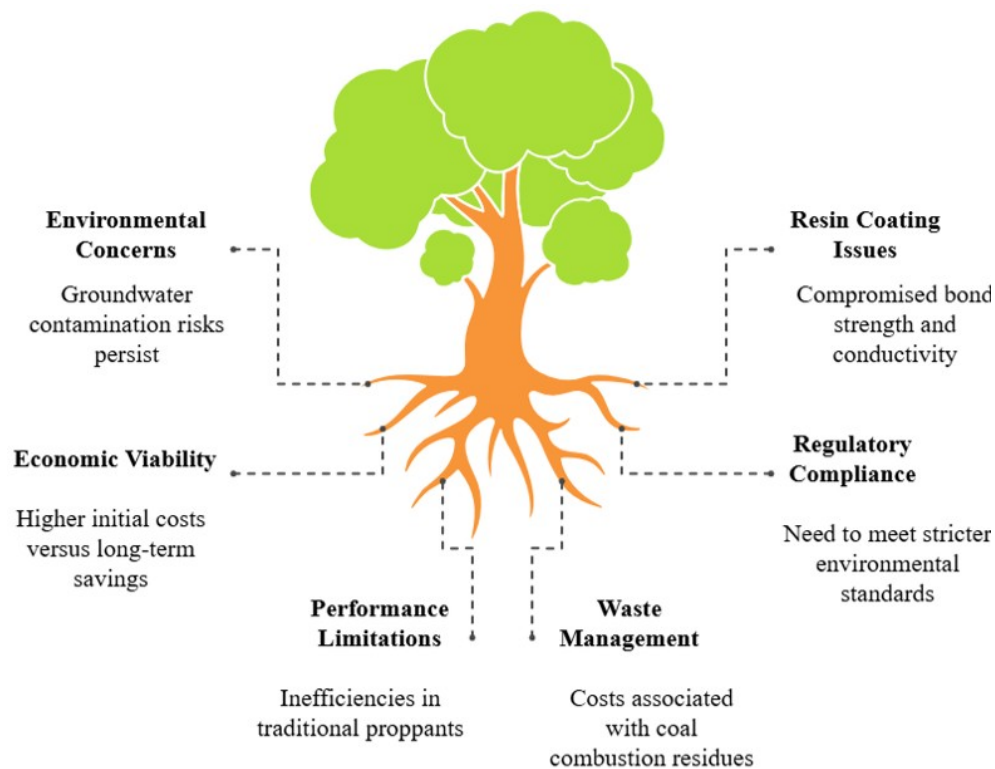 Environmental
Concerns
Groundwater
contamination risks
persist
Resin Coating
Issues
Compromised bond
strength and
conductivity
Economic Viability
Higher initial costs
versus long-term
savings
Regulatory
Compliance
Need to meet stricter
environmental
standards
Performance
Limitations
Inefficiencies in
traditional proppants
Waste
Management
Costs associated
with coal
combustion residues